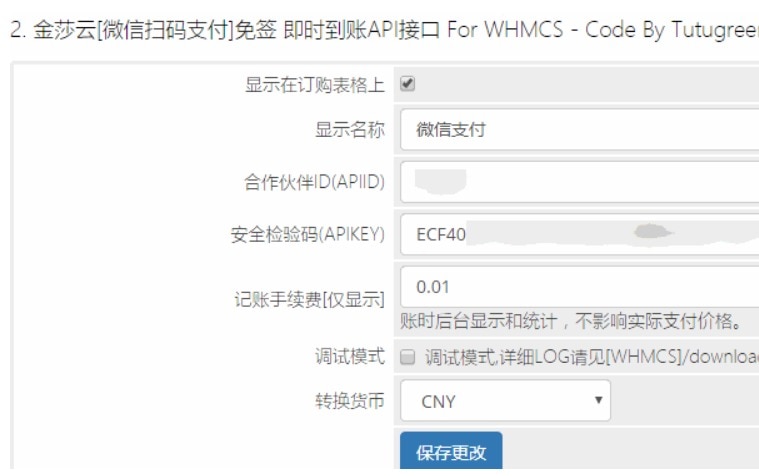 2. 金莎云[微信扫码支付]免签 即时到账API接口 For WHMCS - Code By Tutugreen
显示在订购表格上
显示名称 微信支付
合作伙伴ID(APIID)
安全检验码(APIKEY) ECF40
记账手续费[仅显示] 0.01
账时后台显示和统计，不影响实际支付价格。
调试模式 调试模式,详细LOG请见[WHMCS]/download
转换货币 CNY
保存更改